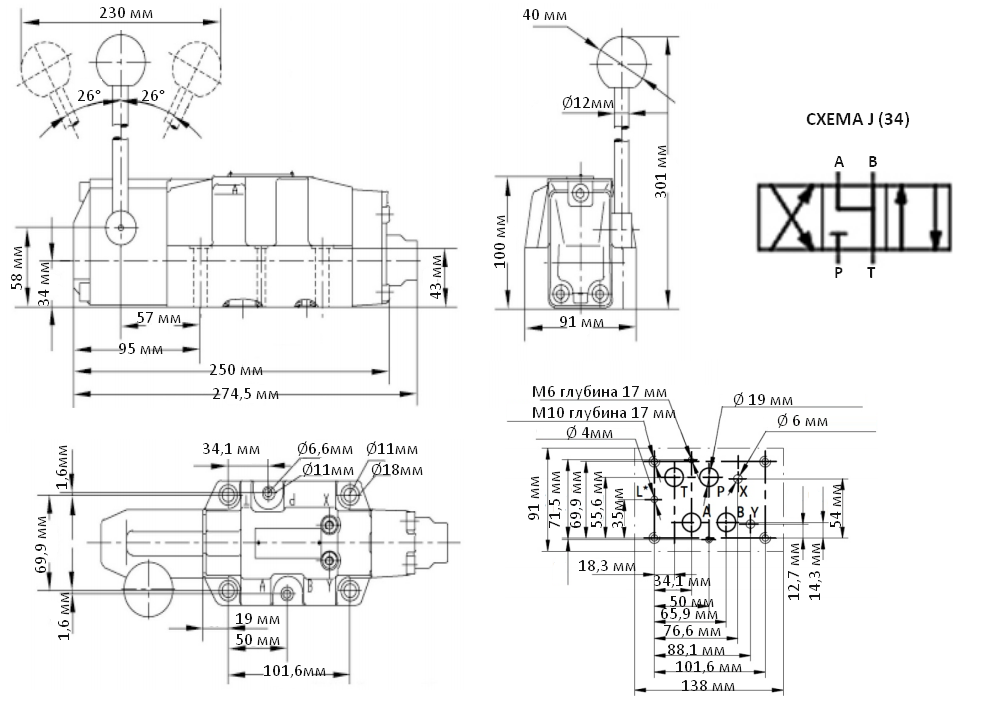 230 мм
26°
26°
A
58 мм
34 мм
43 мм
57 мм
95 мм
250 мм
274,5 мм
40 мм
Ø12мм
301 мм
100 мм
91 мм
СХЕМА J (34)
A B
P T
34,1 мм
Ø6,6мм
Ø11мм
Ø11мм
Ø18мм
1,6мм
69,9 мм
1,6 мм
L
X
A
B
Y
19 мм
50 мм
101,6мм
М6 глубина 17 мм
М10 глубина 17 мм
Ø 4мм
Ø 19 мм
Ø 6 мм
91 мм
71,5 мм
69,9 мм
55,6 мм
35мм
L*
T
P
X
A
B
Y
54 мм
12,7 мм
14,3 мм
18,3 мм
34,1 мм
50 мм
65,9 мм
76,6 мм
88,1 мм
101,6 мм
138 мм